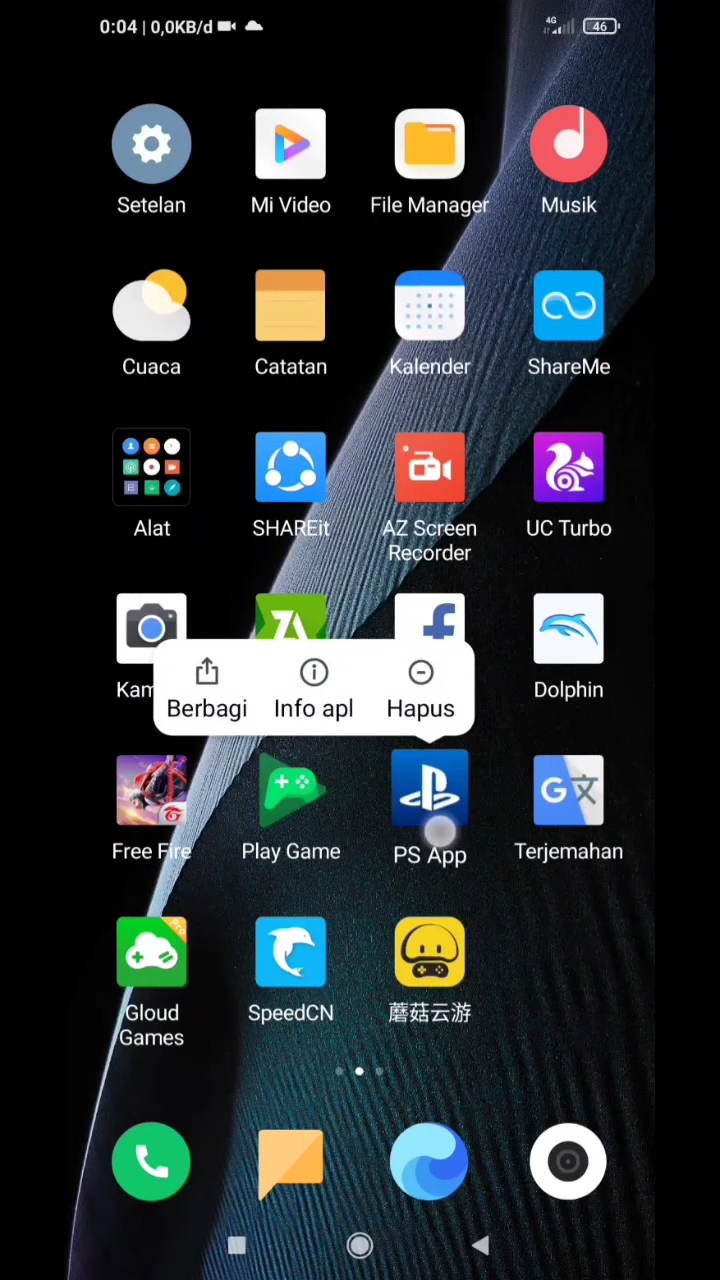 0:04 | 0,0KB/d
4G
46
Setelan
Mi Video
File Manager
Musik
Cuaca
Catatan
Kalender
ShareMe
Alat
SHAREit
AZ Screen
Recorder
UC Turbo
Kam
Dolphin
Berbagi
Info apl
Hapus
Free Fire
Play Game
PS App
Terjemahan
Pro
Gloud
Games
SpeedCN
蘑菇云游